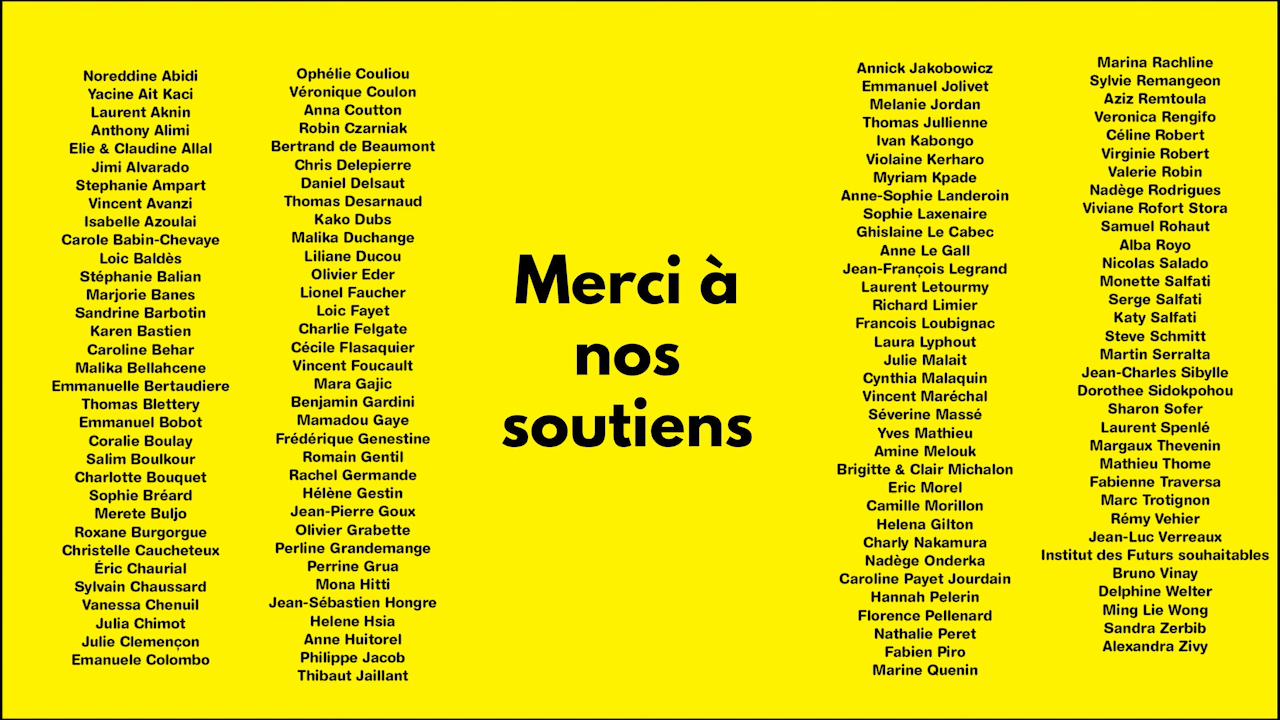 Noreddine Abidi
Yacine Ait Kaci
Laurent Aknin
Anthony Alimi
Elie & Claudine Allal
Jimi Alvarado
Stephanie Ampart
Vincent Avanzi
Isabelle Azoulai
Carole Babin-Chevaye
Loic Baldès
Stéphanie Balian
Marjorie Banes
Sandrine Barbotin
Karen Bastien
Caroline Behar
Malika Bellahcene
Emmanuelle Bertaudiere
Thomas Blettery
Emmanuel Bobot
Coralie Boulay
Salim Boulkour
Charlotte Bouquet
Sophie Bréard
Merete Buljo
Roxane Burgorgue
Christelle Caucheteux
Éric Chaurial
Sylvain Chaussard
Vanessa Chenuil
Julia Chimot
Julie Clemençon
Emanuele Colombo
Ophélie Couliou
Véronique Coulon
Anna Coutton
Robin Czarniak
Bertrand de Beaumont
Chris Delepierre
Daniel Delsaut
Thomas Desarnaud
Kako Dubs
Malika Duchange
Liliane Ducou
Olivier Eder
Lionel Faucher
Loic Fayet
Charlie Felgate
Cécile Flasaquier
Vincent Foucault
Mara Gajic
Benjamin Gardini
Mamadou Gaye
Frédérique Genestine
Romain Gentil
Rachel Germande
Hélène Gestin
Jean-Pierre Goux
Olivier Grabette
Perline Grandemange
Perrine Grua
Mona Hitti
Jean-Sébastien Hongre
Helene Hsia
Anne Huitorel
Philippe Jacob
Thibaut Jaillant
Merci à
nos
soutiens
Annick Jakobowicz
Emmanuel Jolivet
Melanie Jordan
Thomas Jullienne
Ivan Kabongo
Violaine Kerharo
Myriam Kpade
Anne-Sophie Landeroin
Sophie Laxenaire
Ghislaine Le Cabec
Anne Le Gall
Jean-François Legrand
Laurent Letourmy
Richard Limier
Francois Loubignac
Laura Lyphout
Julie Malait
Cynthia Malaquin
Vincent Maréchal
Séverine Massé
Yves Mathieu
Amine Melouk
Brigitte & Clair Michalon
Eric Morel
Camille Morillon
Helena Gilton
Charly Nakamura
Nadège Onderka
Caroline Payet Jourdain
Hannah Pelerin
Florence Pellenard
Nathalie Peret
Fabien Piro
Marine Quenin
Marina Rachline
Sylvie Remangeon
Aziz Remtoula
Veronica Rengifo
Céline Robert
Virginie Robert
Valerie Robin
Nadège Rodrigues
Viviane Rofort Stora
Samuel Rohaut
Alba Royo
Nicolas Salado
Monette Salfati
Serge Salfati
Katy Salfati
Steve Schmitt
Martin Serralta
Jean-Charles Sibylle
Dorothee Sidokpohou
Sharon Sofer
Laurent Spenlé
Margaux Thevenin
Mathieu Thome
Fabienne Traversa
Marc Trotignon
Rémy Vehier
Jean-Luc Verreaux
Institut des Futurs souhaitables
Bruno Vinay
Delphine Welter
Ming Lie Wong
Sandra Zerbib
Alexandra Zivy